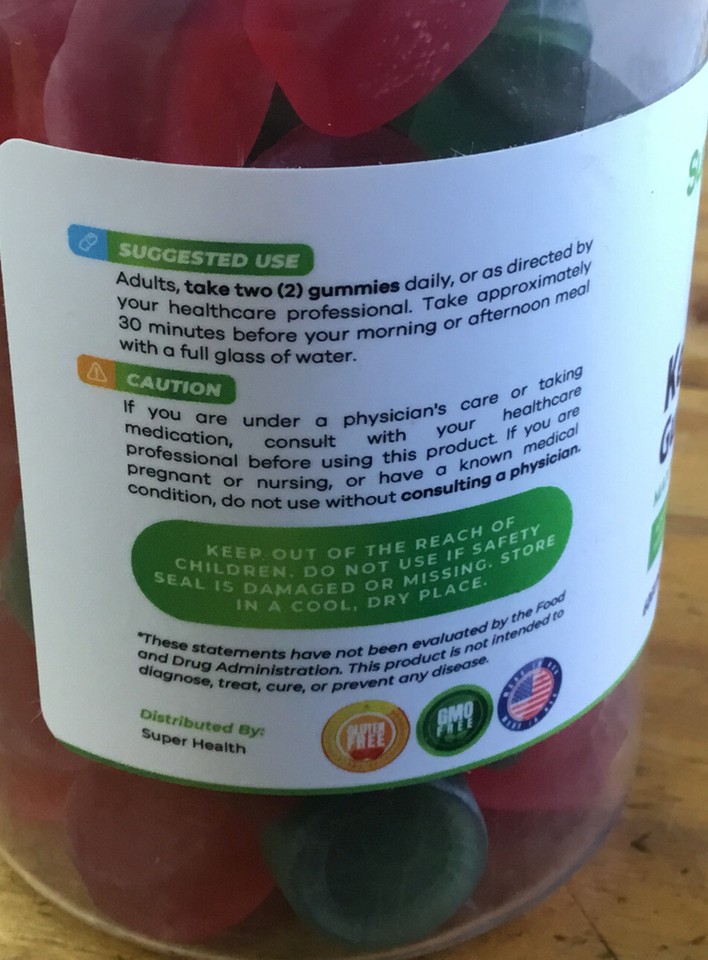 SUGGESTED USE
Adults, take two (2) gummies daily, or as directed by
your healthcare professional. Take approximately
30 minutes before your morning or afternoon meal
with a full glass of water.
CAUTION
If you are under a physician's care or taking
medication, consult with your healthcare
professional before using this product. If you are
pregnant or nursing, or have a known medical
condition, do not use without consulting a physician.
KEEP OUT OF THE REACH OF
CHILDREN. DO NOT USE IF SAFETY
SEAL IS DAMAGED OR MISSING. STORE
IN A COOL, DRY PLACE.
*These statements have not been evaluated by the Food
and Drug Administration. This product is not intended to
diagnose, treat, cure, or prevent any disease.
Distributed By:
Super Health
GLUTEN
FREE
GMO
FREE